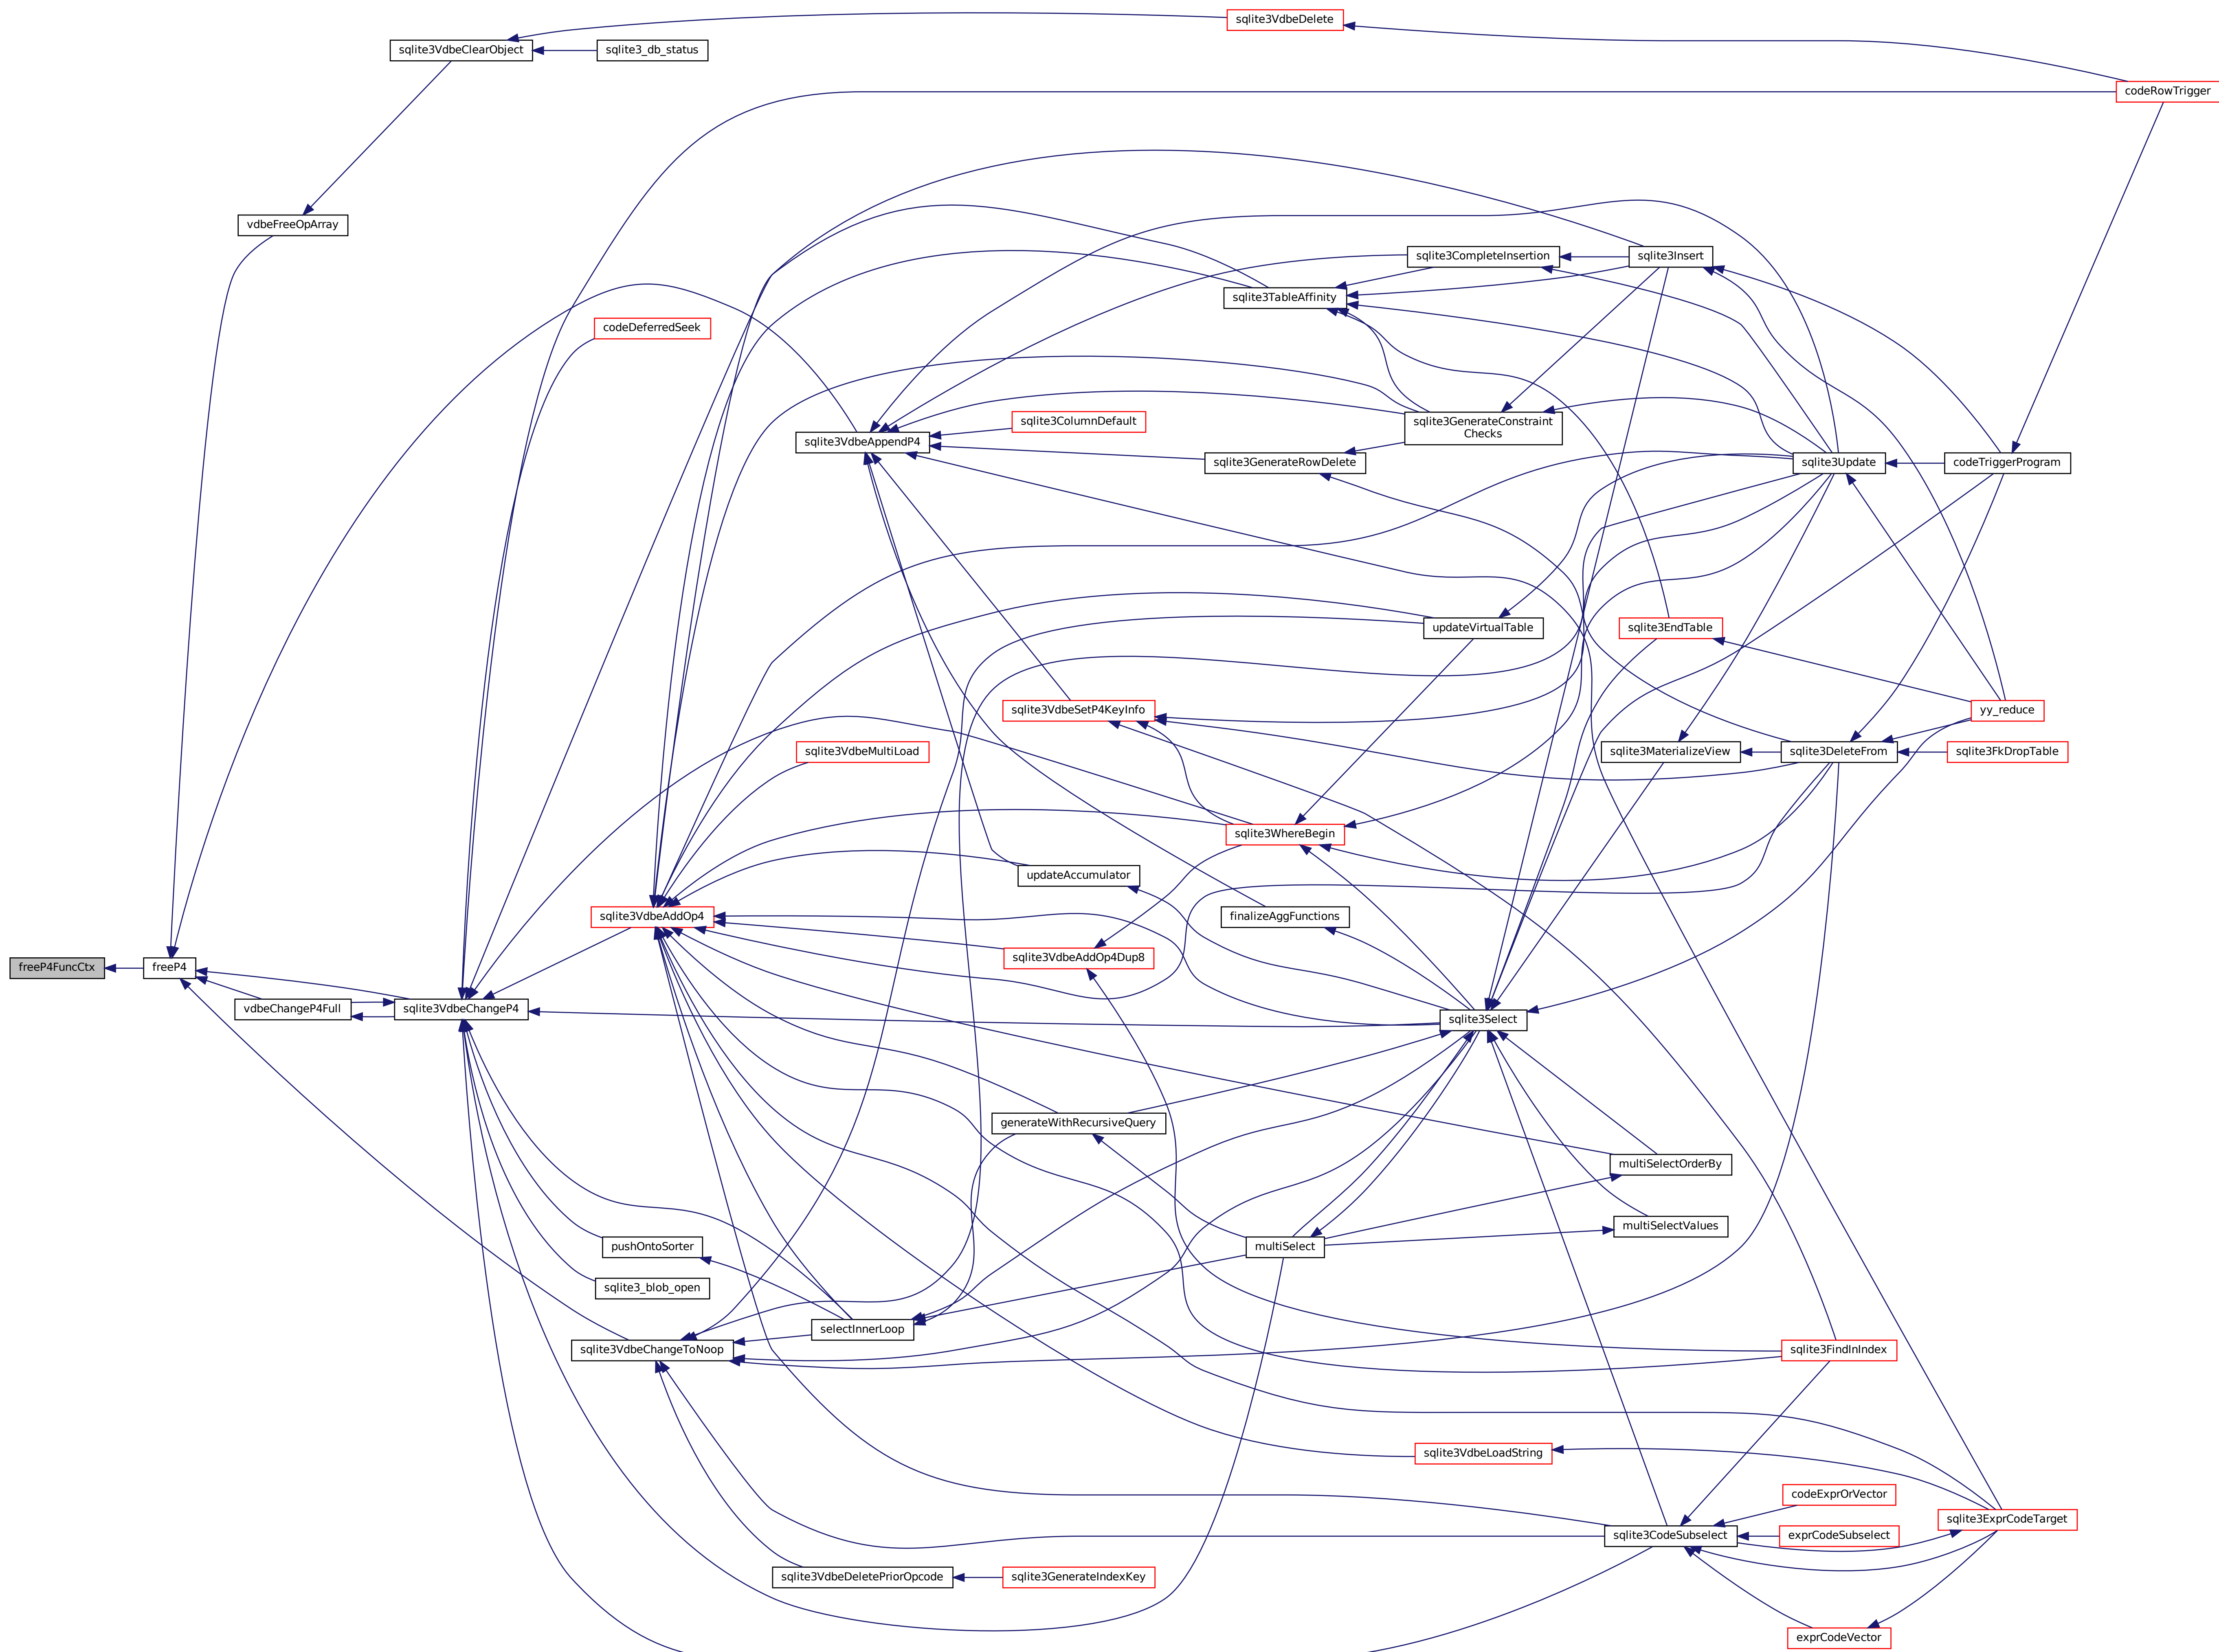 sqlite3VdbeDelete
sqlite3VdbeClearObject
sqlite3_db_status
codeRowTrigger
vdbeFreeOpArray
sqlite3CompleteInsertion
sqlite3Insert
sqlite3TableAffinity
codeDeferredSeek
sqlite3ColumnDefault
sqlite3GenerateConstraint
Checks
sqlite3VdbeAppendP4
sqlite3GenerateRowDelete
sqlite3Update
codeTriggerProgram
updateVirtualTable
sqlite3EndTable
sqlite3VdbeSetP4KeyInfo
yy_reduce
sqlite3VdbeMultiLoad
sqlite3MaterializeView
sqlite3DeleteFrom
sqlite3FkDropTable
sqlite3WhereBegin
updateAccumulator
sqlite3VdbeAddOp4
finalizeAggFunctions
sqlite3VdbeAddOp4Dup8
freeP4FuncCtx
freeP4
vdbeChangeP4Full
sqlite3VdbeChangeP4
sqlite3Select
generateWithRecursiveQuery
multiSelectOrderBy
multiSelectValues
pushOntoSorter
multiSelect
sqlite3_blob_open
selectInnerLoop
sqlite3VdbeChangeToNoop
sqlite3FindInIndex
sqlite3VdbeLoadString
codeExprOrVector
sqlite3ExprCodeTarget
sqlite3CodeSubselect
exprCodeSubselect
sqlite3VdbeDeletePriorOpcode
sqlite3GenerateIndexKey
exprCodeVector